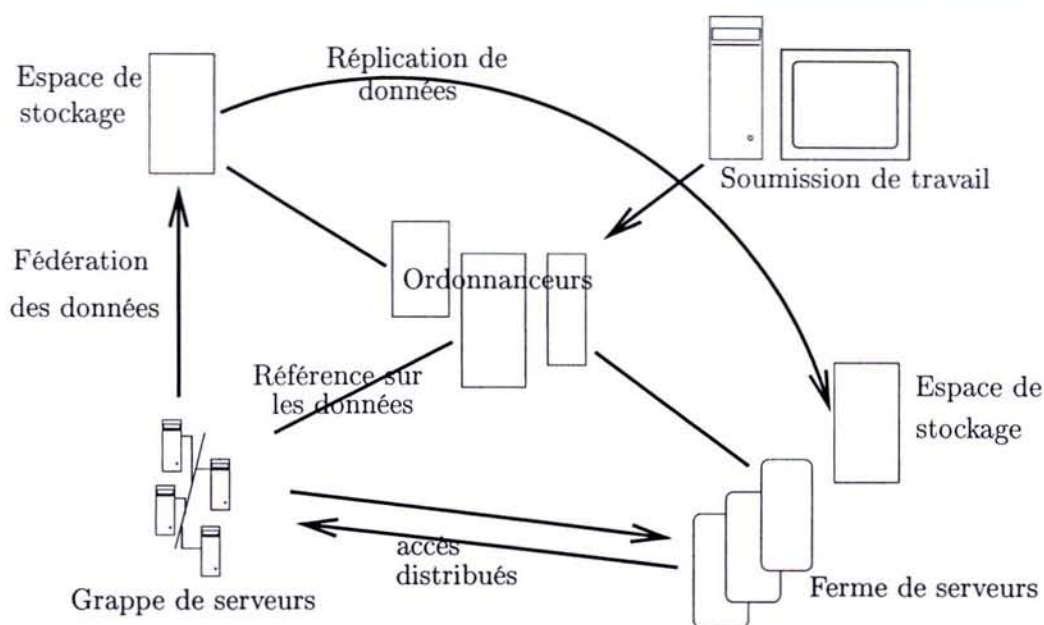 Espace de
stockage
Réplication de
données
Soumission de travail
Fédération
des données
Ordonnanceurs
Référence sur
les données
Espace de
stockage
accès
distribués
Grappe de serveurs
Ferme de serveurs